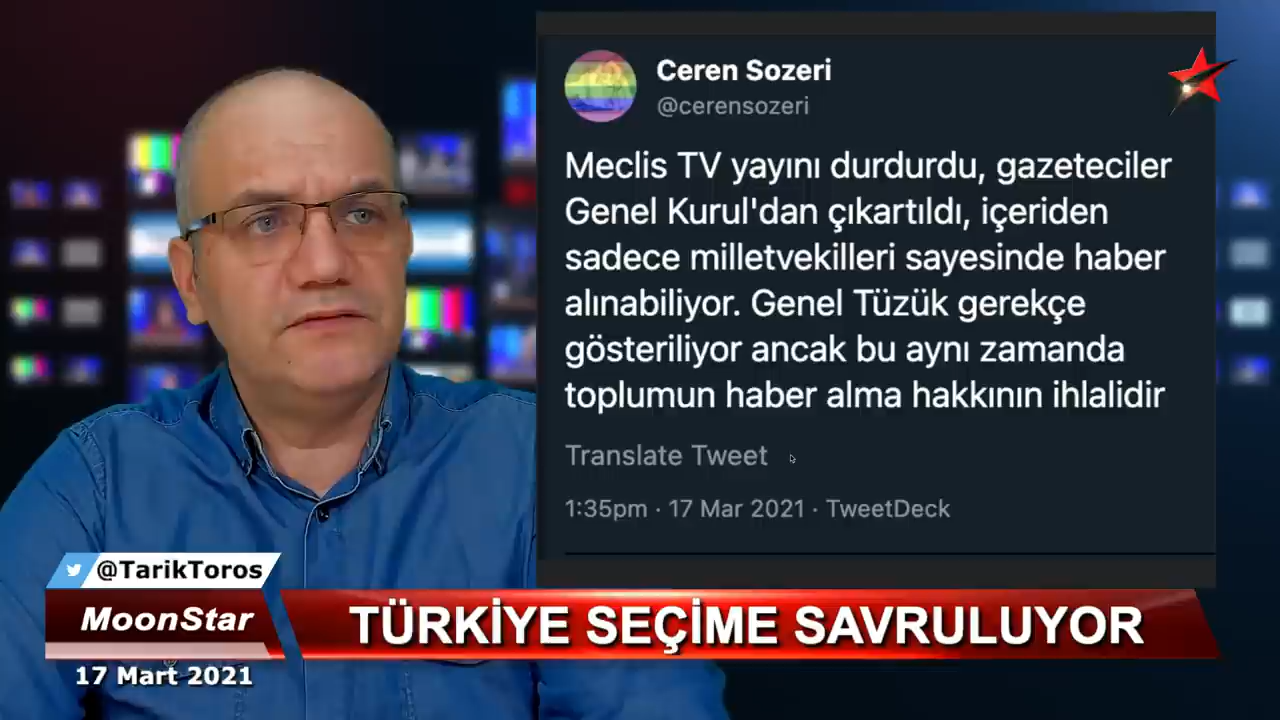 Ceren Sozeri
@cerensozeri
Meclis TV yayını durdurdu, gazeteciler
Genel Kurul'dan çıkartıldı, içeriden
sadece milletvekilleri sayesinde haber
alınabiliyor. Genel Tüzük gerekçe
gösteriliyor ancak bu aynı zamanda
toplumun haber alma hakkının ihlalidir
Translate Tweet
1:35pm · 17 Mar 2021 · TweetDeck
@TarikToros
MoonStar
TÜRKİYE SEÇİME SAVRULUYOR
17 Mart 2021